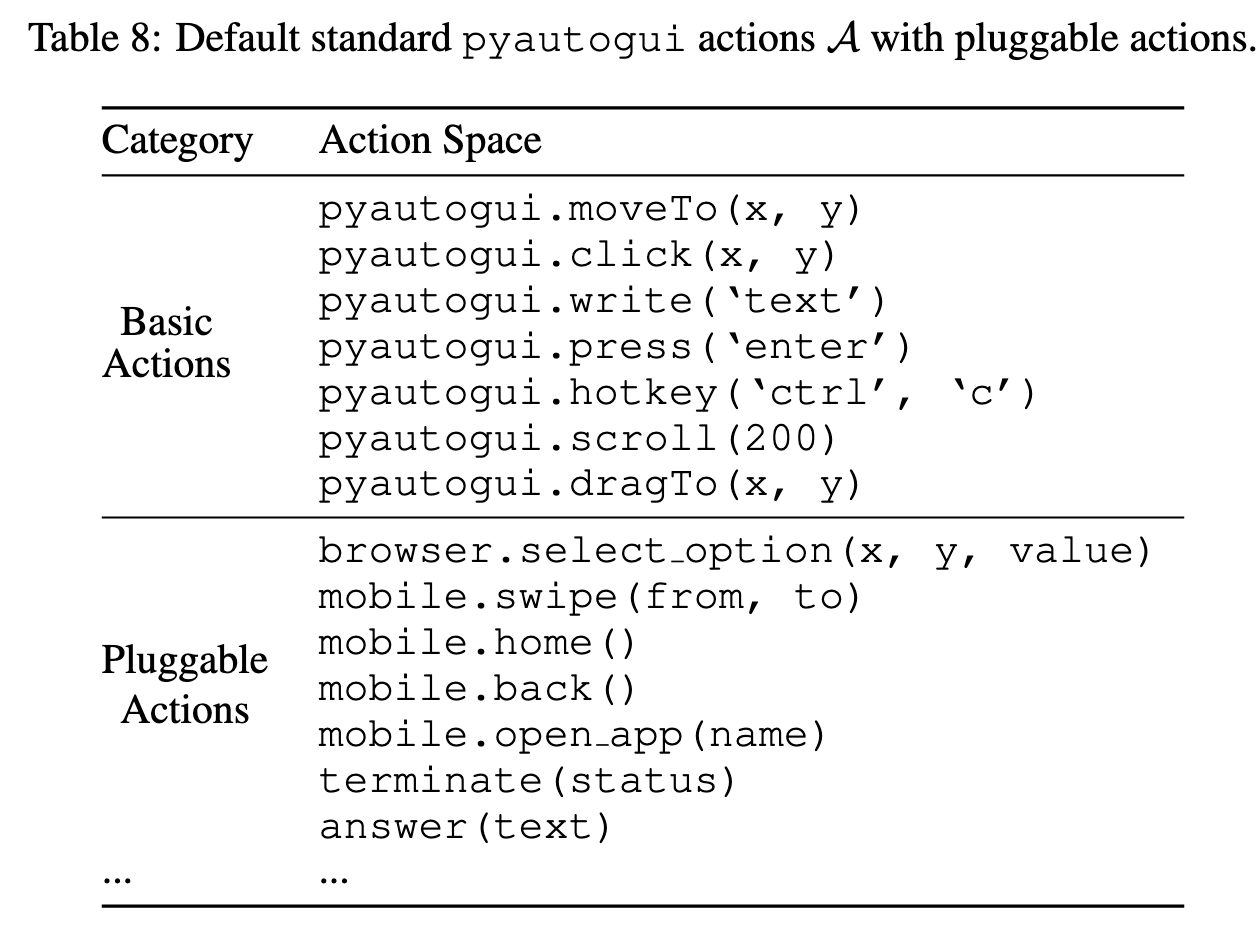 Table 8: Default standard pyautogui actions 𝒜 with pluggable actions.
Category Action Space
Basic Actions
pyautogui.moveTo(x, y)
pyautogui.click(x, y)
pyautogui.write(‘text’)
pyautogui.press(‘enter’)
pyautogui.hotkey(‘ctrl’, ‘c’)
pyautogui.scroll(200)
pyautogui.dragTo(x, y)
Pluggable Actions
browser.select_option(x, y, value)
mobile.swipe(from, to)
mobile.home()
mobile.back()
mobile.open_app(name)
terminate(status)
answer(text)
... ...